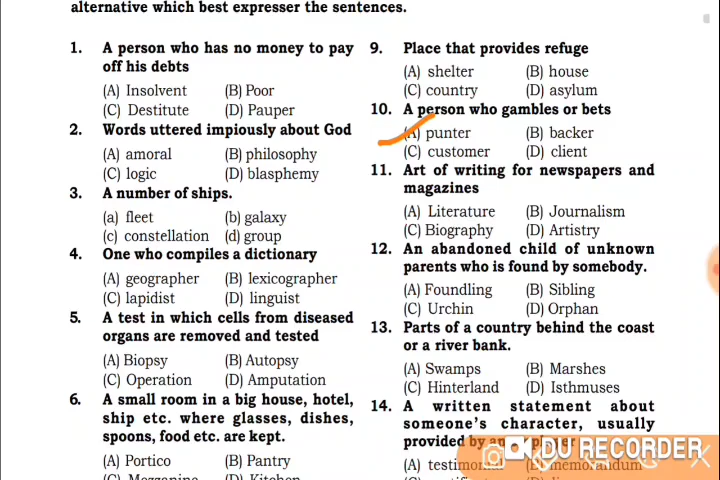 alternative which best expresser the sentences.
1. A person who has no money to pay off his debts
(A) Insolvent (B) Poor
(C) Destitute (D) Pauper
2. Words uttered impiously about God
(A) amoral (B) philosophy
(C) logic (D) blasphemy
3. A number of ships.
(a) fleet (b) galaxy
(c) constellation (d) group
4. One who compiles a dictionary
(A) geographer (B) lexicographer
(C) lapidist (D) linguist
5. A test in which cells from diseased
organs are removed and tested
(A) Biopsy (B) Autopsy
(C) Operation (D) Amputation
6. A small room in a big house, hotel,
ship etc. where glasses, dishes,
spoons, food etc. are kept.
(A) Portico (B) Pantry
(C) Mezzanine (D) Kitchen
9. Place that provides refuge
(A) shelter (B) house
(C) country (D) asylum
10. A person who gambles or bets
(A) punter (B) backer
(C) customer (D) client
11. Art of writing for newspapers and
magazines
(A) Literature (B) Journalism
(C) Biography (D) Artistry
12. An abandoned child of unknown
parents who is found by somebody.
(A) Foundling (B) Sibling
(C) Urchin (D) Orphan
13. Parts of a country behind the coast
or a river bank.
(A) Swamps (B) Marshes
(C) Hinterland (D) Isthmuses
14. A written statement about
someone's character, usually
provided by an
(A) testimonial (B) memorandum
DU RECORDER